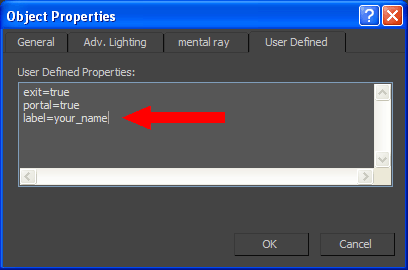 Object Properties
General
Adv. Lighting
mental ray
User Defined
User Defined Properties:
exit=true
portal=true
label=your_name
OK
Cancel